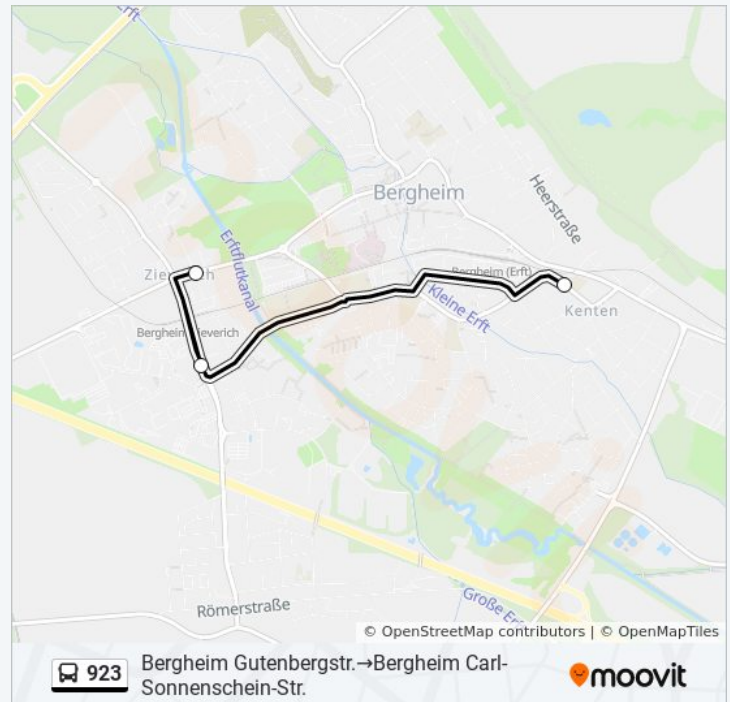 Erft
Bergheim
Heerstraße
Erftflutkanal
Bergheim (Erft)
Kleine Erft
Kenten
Römerstraße
© OpenStreetMap contributors | © OpenMapTiles
923
Bergheim Gutenbergstr.→Bergheim Carl-
Sonnenschein-Str.
moovit